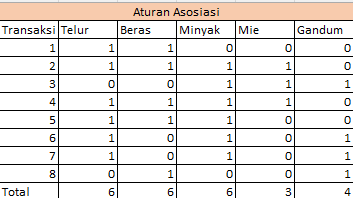 Aturan Asosiasi
Transaksi Telur Beras Minyak Mie Gandum
1 1 1 0 0 0
2 1 1 1 1 0
3 0 0 1 1 1
4 1 1 1 1 0
5 1 1 1 0 0
6 1 0 1 0 1
7 1 0 1 0 1
8 0 1 0 0 1
Total 6 6 6 3 4